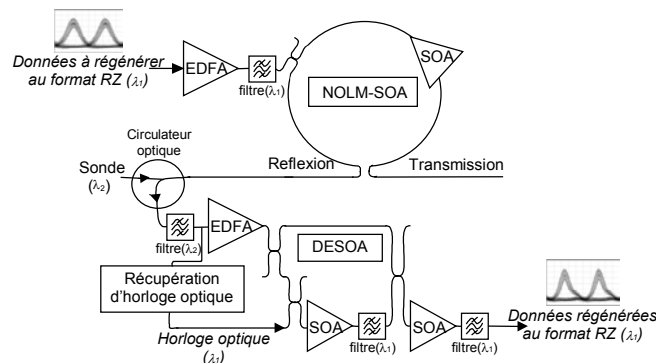 Données à régénérer
au format RZ (λ1)
EDFA
filtre(λ1)
SOA
NOLM-SOA
Circulateur
optique
Sonde
(λ2)
Reflexion
Transmission
filtre(λ2)
EDFA
DESOA
Récupération
d'horloge optique
Horloge optique
(λ1)
SOA
filtre(λ1)
SOA
filtre(λ1)
Données régénérées
au format RZ (λ1)